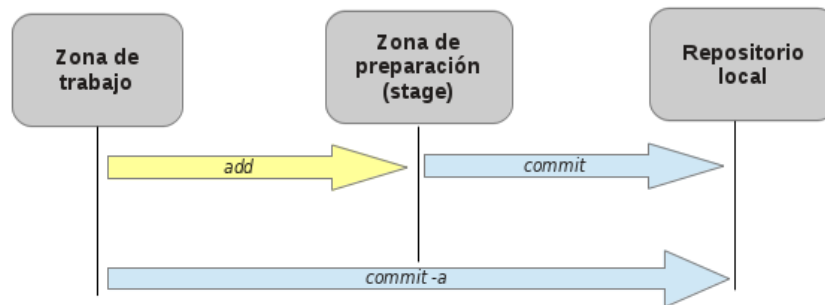 Zona de
trabajo
Zona de
preparación
(stage)
Repositorio
local
add
commit
commit -a